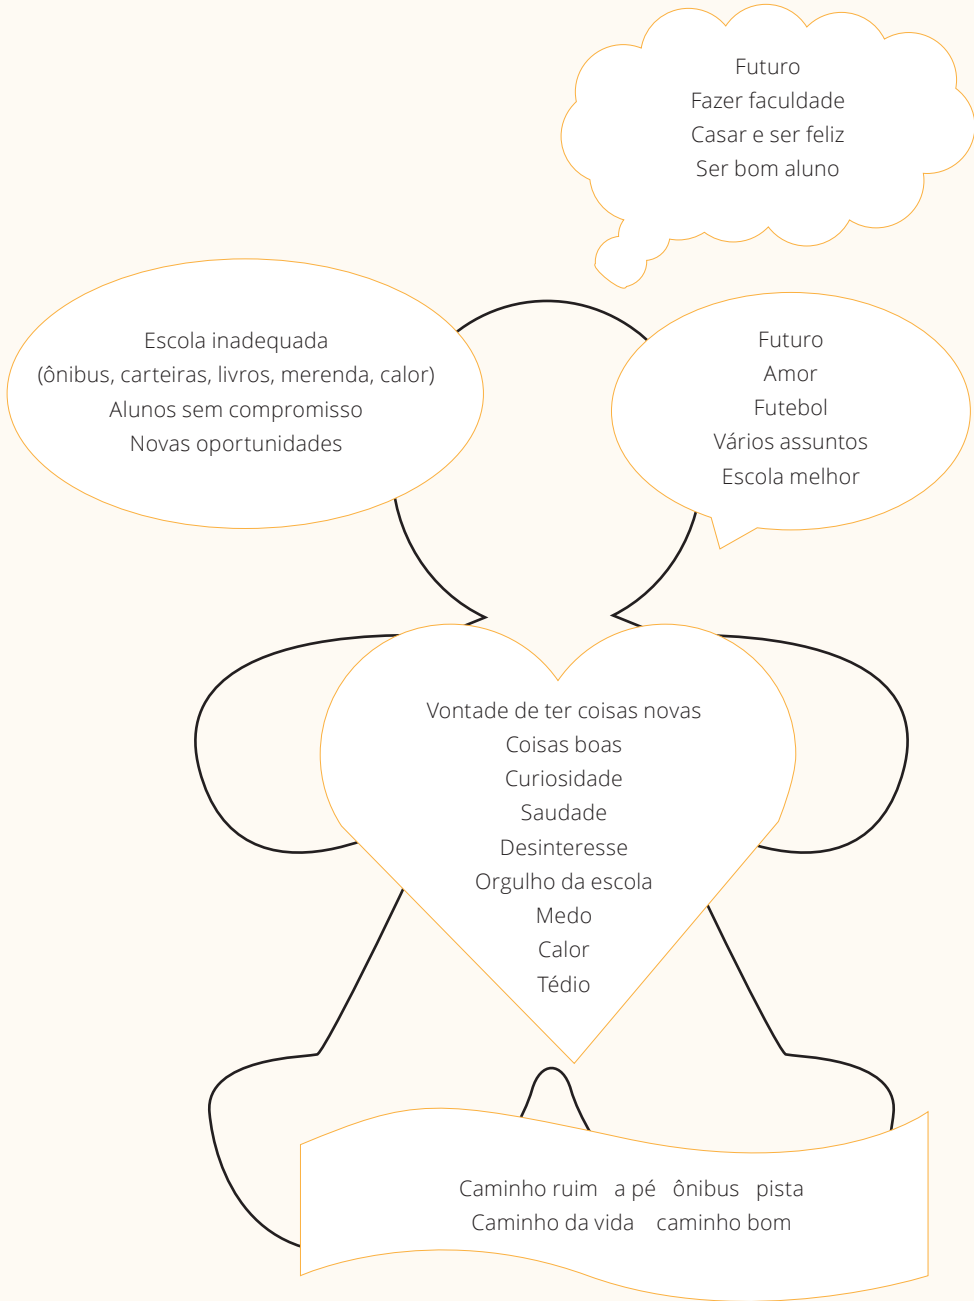 Futuro
Fazer faculdade
Casar e ser feliz
Ser bom aluno
Escola inadequada
(ônibus, carteiras, livros, merenda, calor)
Alunos sem compromisso
Novas oportunidades
Futuro
Amor
Futebol
Vários assuntos
Escola melhor
Vontade de ter coisas novas
Coisas boas
Curiosidade
Saudade
Desinteresse
Orgulho da escola
Medo
Calor
Tédio
Caminho ruim a pé ônibus pista
Caminho da vida caminho bom